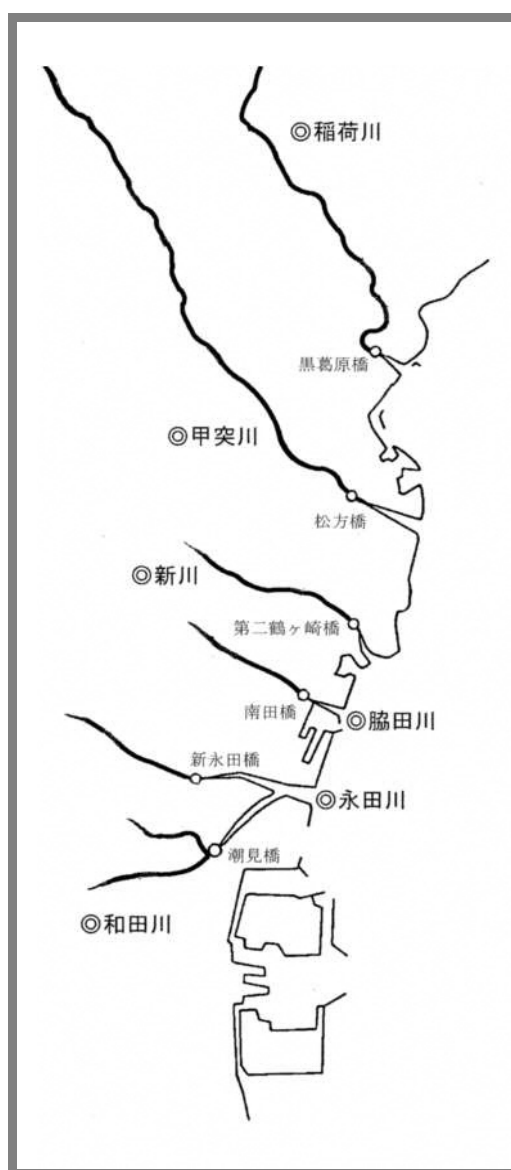 ◎稲荷川
黒葛原橋
◎甲突川
松方橋
◎新川
第二鶴ヶ崎橋
南田橋
◎脇田川
新永田橋
◎永田川
潮見橋
◎和田川